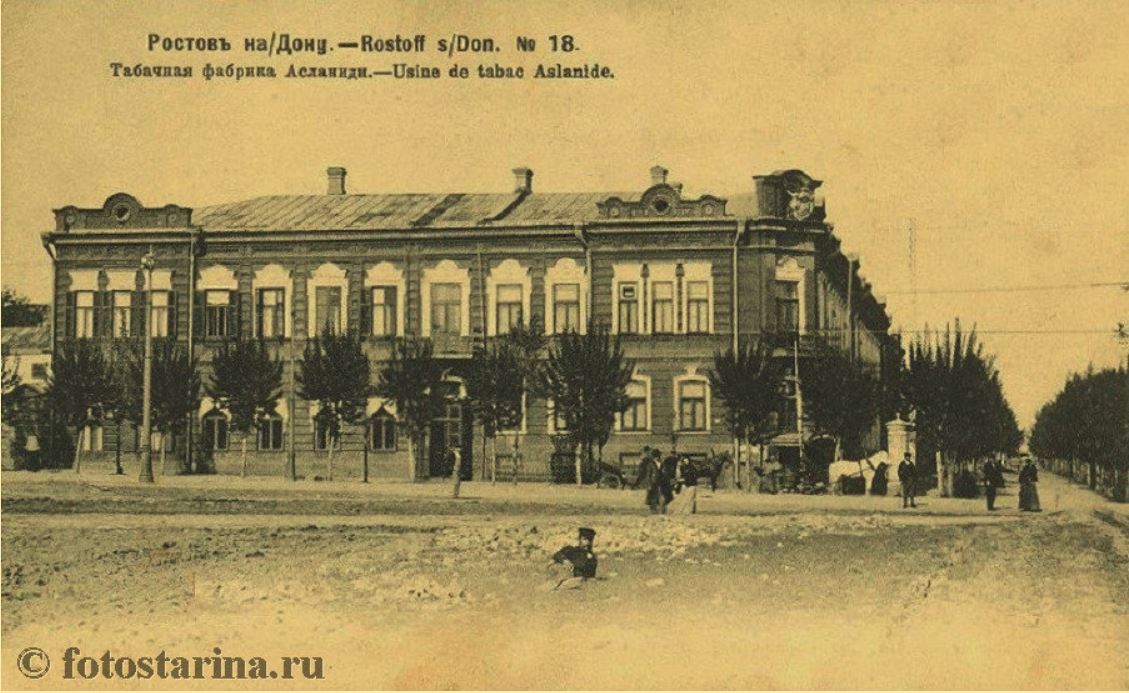 Ростовъ на/Дону.—Rostoff s/Don. № 18.
Табачная фабрика Асланиди.—Usine de tabac Aslanide.
© fotostarina.ru